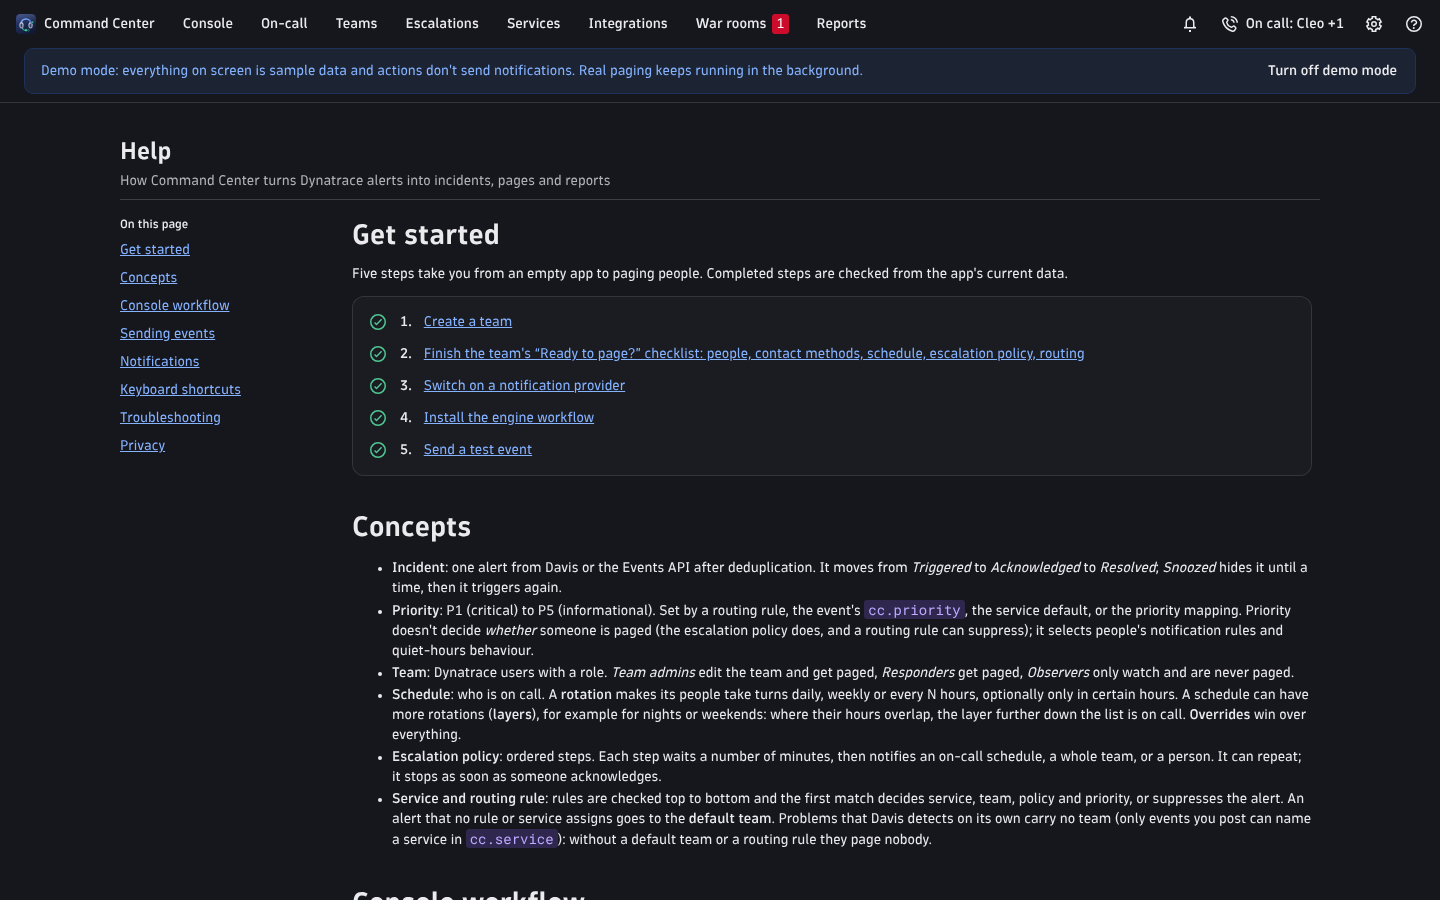 Command Center
Console
On-call
Teams
Escalations
Services
Integrations
War rooms 1
Reports
On call: Cleo +1
Demo mode: everything on screen is sample data and actions don't send notifications. Real paging keeps running in the background.
Turn off demo mode
Help
How Command Center turns Dynatrace alerts into incidents, pages and reports
On this page
Get started
Concepts
Console workflow
Sending events
Notifications
Keyboard shortcuts
Troubleshooting
Privacy
Get started
Five steps take you from an empty app to paging people. Completed steps are checked from the app's current data.
1. Create a team
2. Finish the team's “Ready to page?” checklist: people, contact methods, schedule, escalation policy, routing
3. Switch on a notification provider
4. Install the engine workflow
5. Send a test event
Concepts
• Incident: one alert from Davis or the Events API after deduplication. It moves from Triggered to Acknowledged to Resolved; Snoozed hides it until a
time, then it triggers again.
• Priority: P1 (critical) to P5 (informational). Set by a routing rule, the event's cc.priority, the service default, or the priority mapping. Priority
doesn't decide whether someone is paged (the escalation policy does, and a routing rule can suppress); it selects people's notification rules and
quiet-hours behaviour.
• Team: Dynatrace users with a role. Team admins edit the team and get paged, Responders get paged, Observers only watch and are never paged.
• Schedule: who is on call. A rotation makes its people take turns daily, weekly or every N hours, optionally only in certain hours. A schedule can have
more rotations (layers), for example for nights or weekends: where their hours overlap, the layer further down the list is on call. Overrides win over
everything.
• Escalation policy: ordered steps. Each step waits a number of minutes, then notifies an on-call schedule, a whole team, or a person. It can repeat;
it stops as soon as someone acknowledges.
• Service and routing rule: rules are checked top to bottom and the first match decides service, team, policy and priority, or suppresses the alert. An
alert that no rule or service assigns goes to the default team. Problems that Davis detects on its own carry no team (only events you post can name
a service in cc.service): without a default team or a routing rule they page nobody.
Console workflow